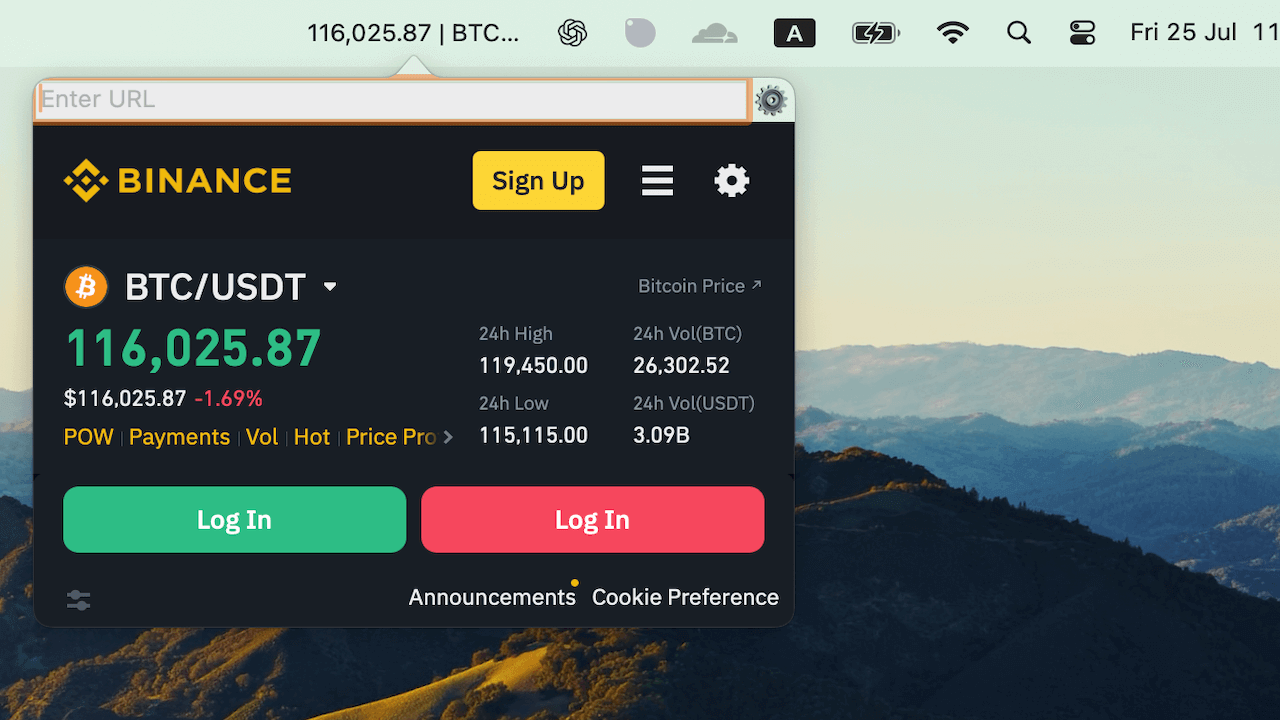 116,025.87 | BTC...
A
Fri 25 Jul 11
Enter URL
BINANCE
Sign Up
BTC/USDT
Bitcoin Price ↗
116,025.87
$116,025.87 -1.69%
POW | Payments | Vol | Hot | Price Pro
24h High
119,450.00
24h Vol(BTC)
26,302.52
24h Low
115,115.00
24h Vol(USDT)
3.09B
Log In
Log In
Announcements
Cookie Preference